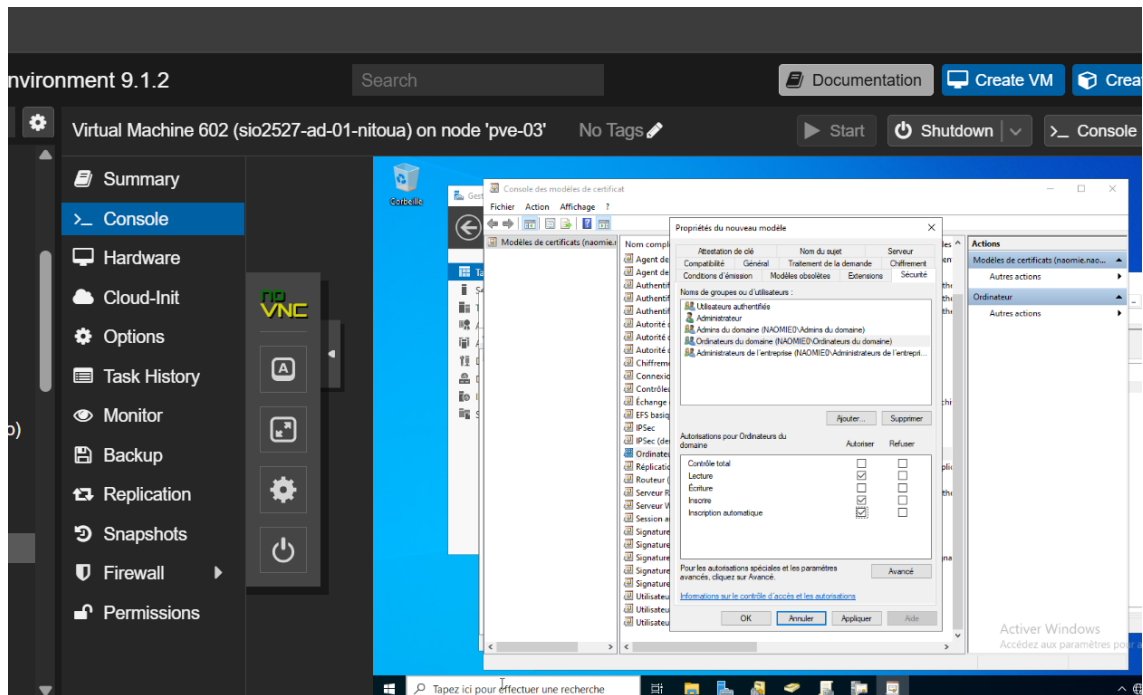 nvironment 9.1.2
Search
Documentation
Create VM
Crea
Virtual Machine 602 (sio2527-ad-01-nitoua) on node 'pve-03'
No Tags
Start
Shutdown
Console
Summary
Console
Hardware
Cloud-Init
Options
Task History
Monitor
Backup
Replication
Snapshots
Firewall
Permissions
o)
no
VNC
A
Corbeille
Gest
Console des modèles de certificat
Fichier Action Affichage ?
Modèles de certificats (naomie.r
Nom compl
Agent de
Agent de
Authentif
Authentif
Authentif
Autorité
Autorité
Autorité
Chiffreme
Connexio
Contrôleu
Échange
EFS basiq
IPSec
IPSec (de
Ordinateu
Réplicatio
Routeur (
Serveur R
Serveur W
Session a
Signature
Signature
Signature
Signature
Signature
Utilisateu
Utilisateu
Utilisateu
Propriétés du nouveau modèle
Attestation de clé Nom du sujet Serveur
Compatibilité Général Traitement de la demande Chiffrement
Conditions d'émission Modèles obsolètes Extensions Sécurité
Noms de groupes ou d'utilisateurs :
Utilisateurs authentifiés
Administrateur
Admins du domaine (NAOMIE0\Admins du domaine)
Ordinateurs du domaine (NAOMIE0\Ordinateurs du domaine)
Administrateurs de l'entreprise (NAOMIE0\Administrateurs de l'entrepri...
Ajouter...
Supprimer
Autorisations pour Ordinateurs du
domaine
Autoriser
Refuser
Contrôle total
Lecture
Écriture
Inscrire
Inscription automatique
Pour les autorisations spéciales et les paramètres
avancés, cliquez sur Avancé.
Avancé
Informations sur le contrôle d'accès et les autorisations
OK
Annuler
Appliquer
Aide
Actions
Modèles de certificats (naomie.nao...
Autres actions
Ordinateur
Autres actions
Activer Windows
Accédez aux paramètres pour a
Tapez ici pour effectuer une recherche